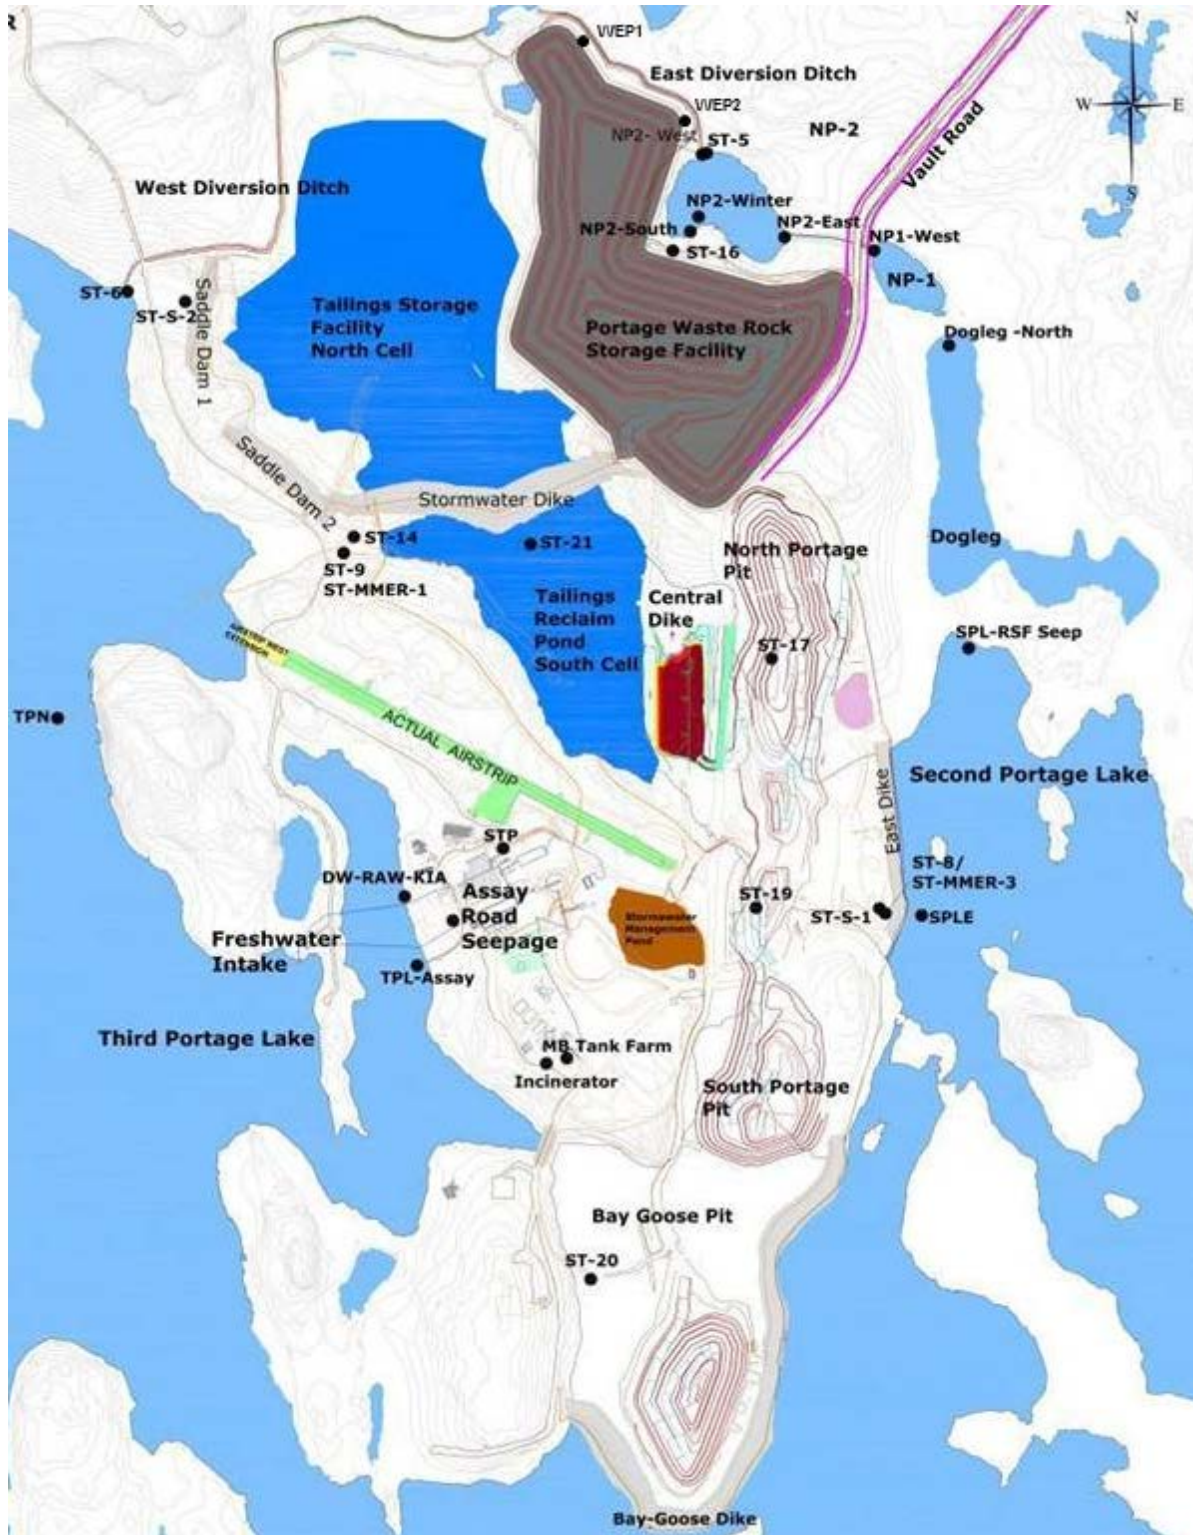 R
N
W
E
S
WEP1
East Diversion Ditch
WEP2
NP2- West
ST-5
NP-2
Vault Road
West Diversion Ditch
NP2-Winter
NP2-South
NP2-East
NP1-West
ST-16
NP-1
ST-6
ST-S-2
Saddle Dam 1
Tailings Storage
Facility
North Cell
Portage Waste Rock
Storage Facility
Dogleg -North
Saddle Dam 2
Stormwater Dike
ST-14
ST-21
ST-9
ST-MMER-1
North Portage
Pit
Dogleg
Tailings
Reclaim
Pond
South Cell
Central
Dike
AIRSTRIP WEST
EXTENSION
ST-17
SPL-RSF Seep
TPN
ACTUAL AIRSTRIP
Second Portage Lake
East Dike
STP
DW-RAW-KIA
Assay
Road
Seepage
ST-8/
ST-MMER-3
Stormwater
Management
Pond
ST-19
ST-S-1
SPLE
Freshwater
Intake
TPL-Assay
Third Portage Lake
MB Tank Farm
Incinerator
South Portage
Pit
Bay Goose Pit
ST-20
Bay-Goose Dike